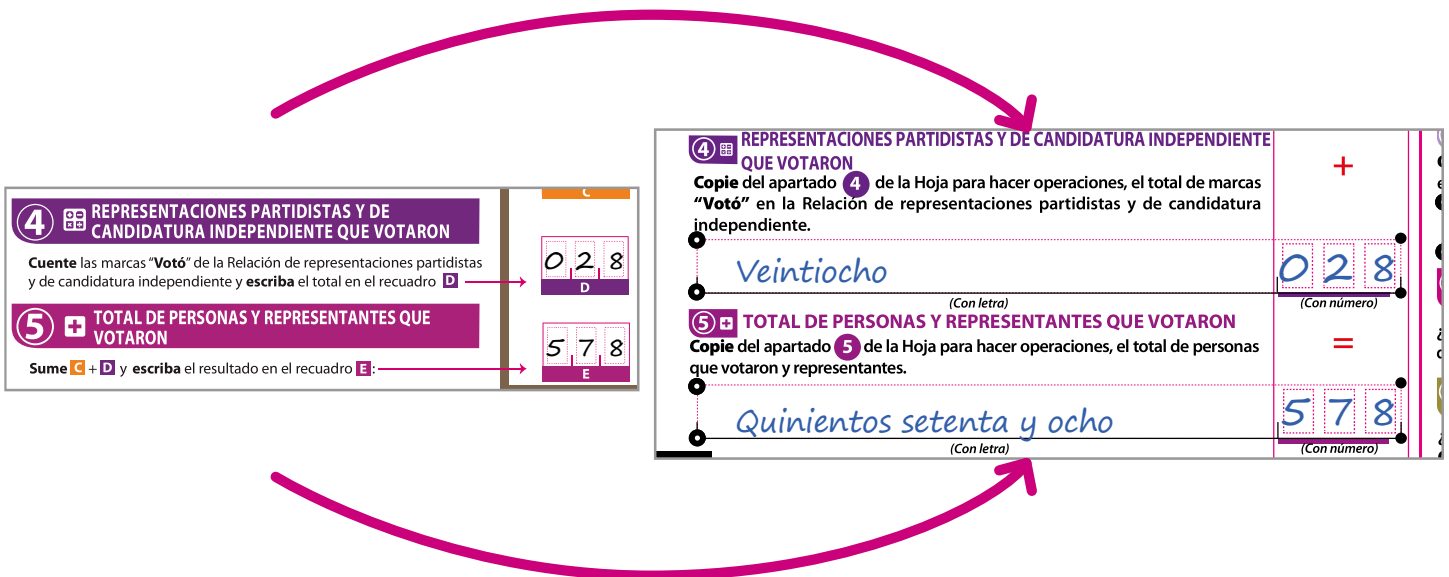 C
4 REPRESENTACIONES PARTIDISTAS Y DE
CANDIDATURA INDEPENDIENTE QUE VOTARON
Cuente las marcas “Votó” de la Relación de representaciones partidistas
y de candidatura independiente y escriba el total en el recuadro D
0 2 8
D
5 TOTAL DE PERSONAS Y REPRESENTANTES QUE
VOTARON
Sume C + D y escriba el resultado en el recuadro E:
5 7 8
E
4 REPRESENTACIONES PARTIDISTAS Y DE CANDIDATURA INDEPENDIENTE
QUE VOTARON
+
Copie del apartado 4 de la Hoja para hacer operaciones, el total de marcas
“Votó” en la Relación de representaciones partidistas y de candidatura
independiente.
Veintiocho 0 2 8
(Con letra) (Con número)
5 TOTAL DE PERSONAS Y REPRESENTANTES QUE VOTARON
=
Copie del apartado 5 de la Hoja para hacer operaciones, el total de personas
que votaron y representantes.
Quinientos setenta y ocho 5 7 8
(Con letra) (Con número)